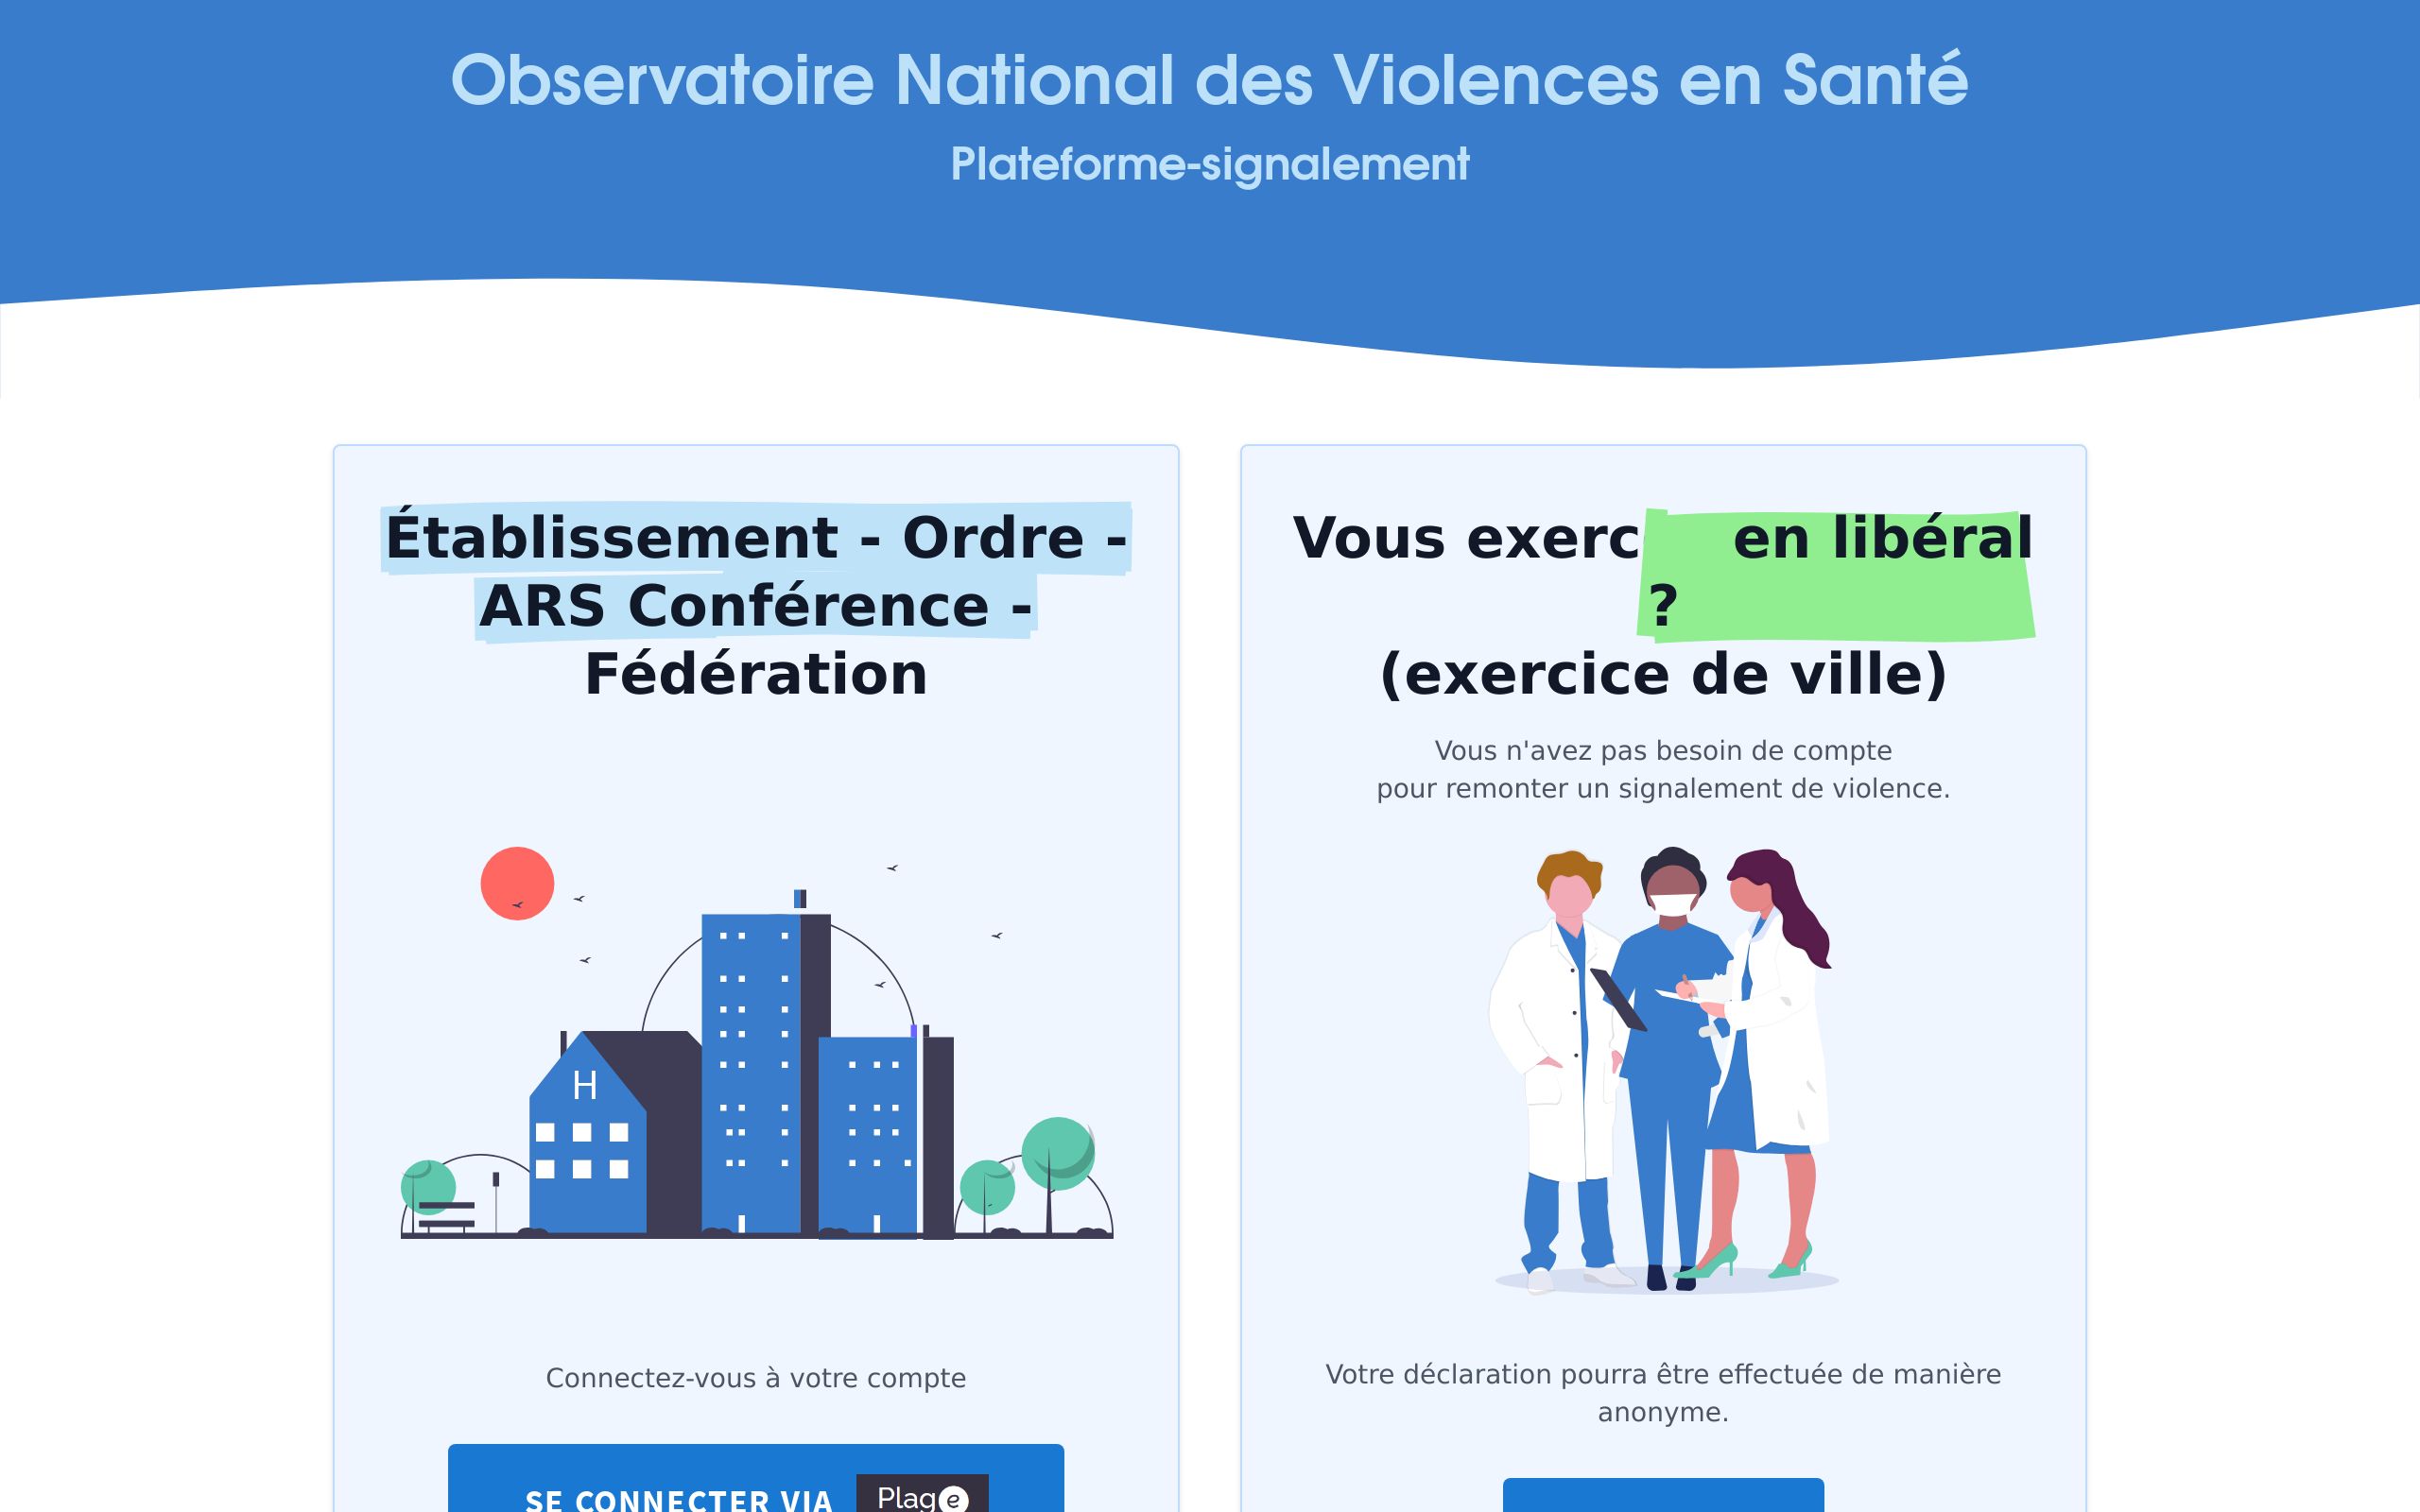 Observatoire National des Violences en Santé
Plateforme-signalement
Établissement - Ordre -
ARS Conférence -
Fédération
H
Connectez-vous à votre compte
SE CONNECTER VIA Plage
Vous en libéral
?
(exercice de ville)
Vous n'avez pas besoin de compte
pour remonter un signalement de violence.
Votre déclaration pourra être effectuée de manière
anonyme.